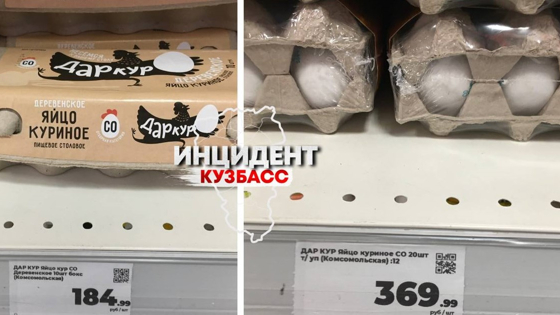 СО
ДАРКУР
ДЕРЕВЕНСКОЕ
ЯЙЦО
КУРИНОЕ
ПИЩЕВОЕ СТОЛОВОЕ
СО
ДАРКУР
ИНЦИДЕНТ
КУЗБАСС
ДАР КУР Яйцо кур СО
Деревенское 10шт бокс
(Комсомольская)
184.99
руб/шт
ДАР КУР Яйцо куриное СО 20шт
т/ уп (Комсомольская) :12
369.99
руб/шт